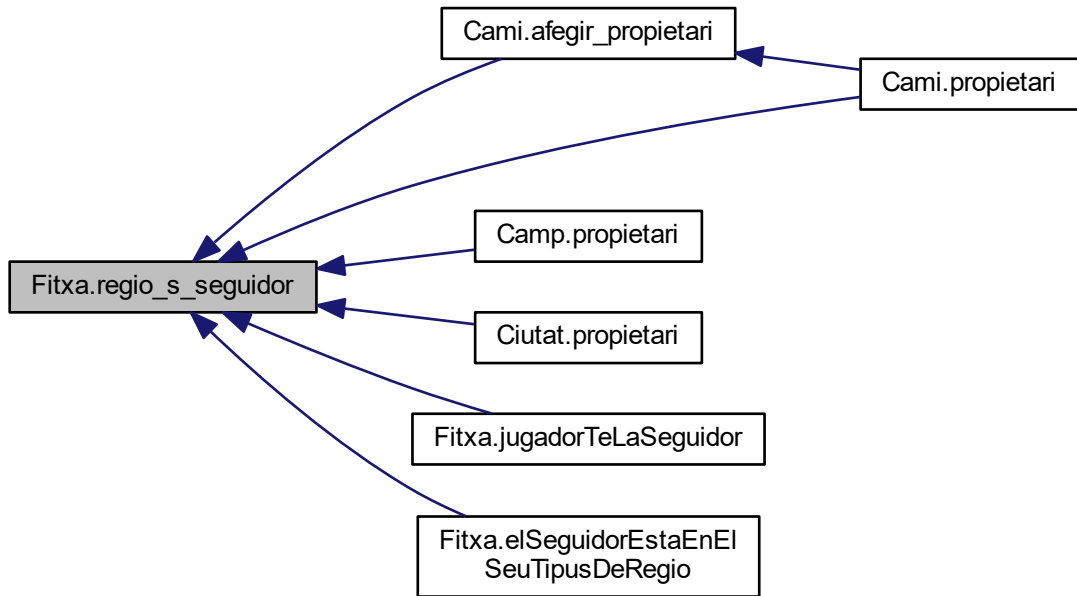 Cami.afegir_propietari
Cami.propietari
Camp.propietari
Fitxa.regio_s_seguidor
Ciutat.propietari
Fitxa.jugadorTeLaSeguidor
Fitxa.elSeguidorEstaEnEl
SeuTipusDeRegio